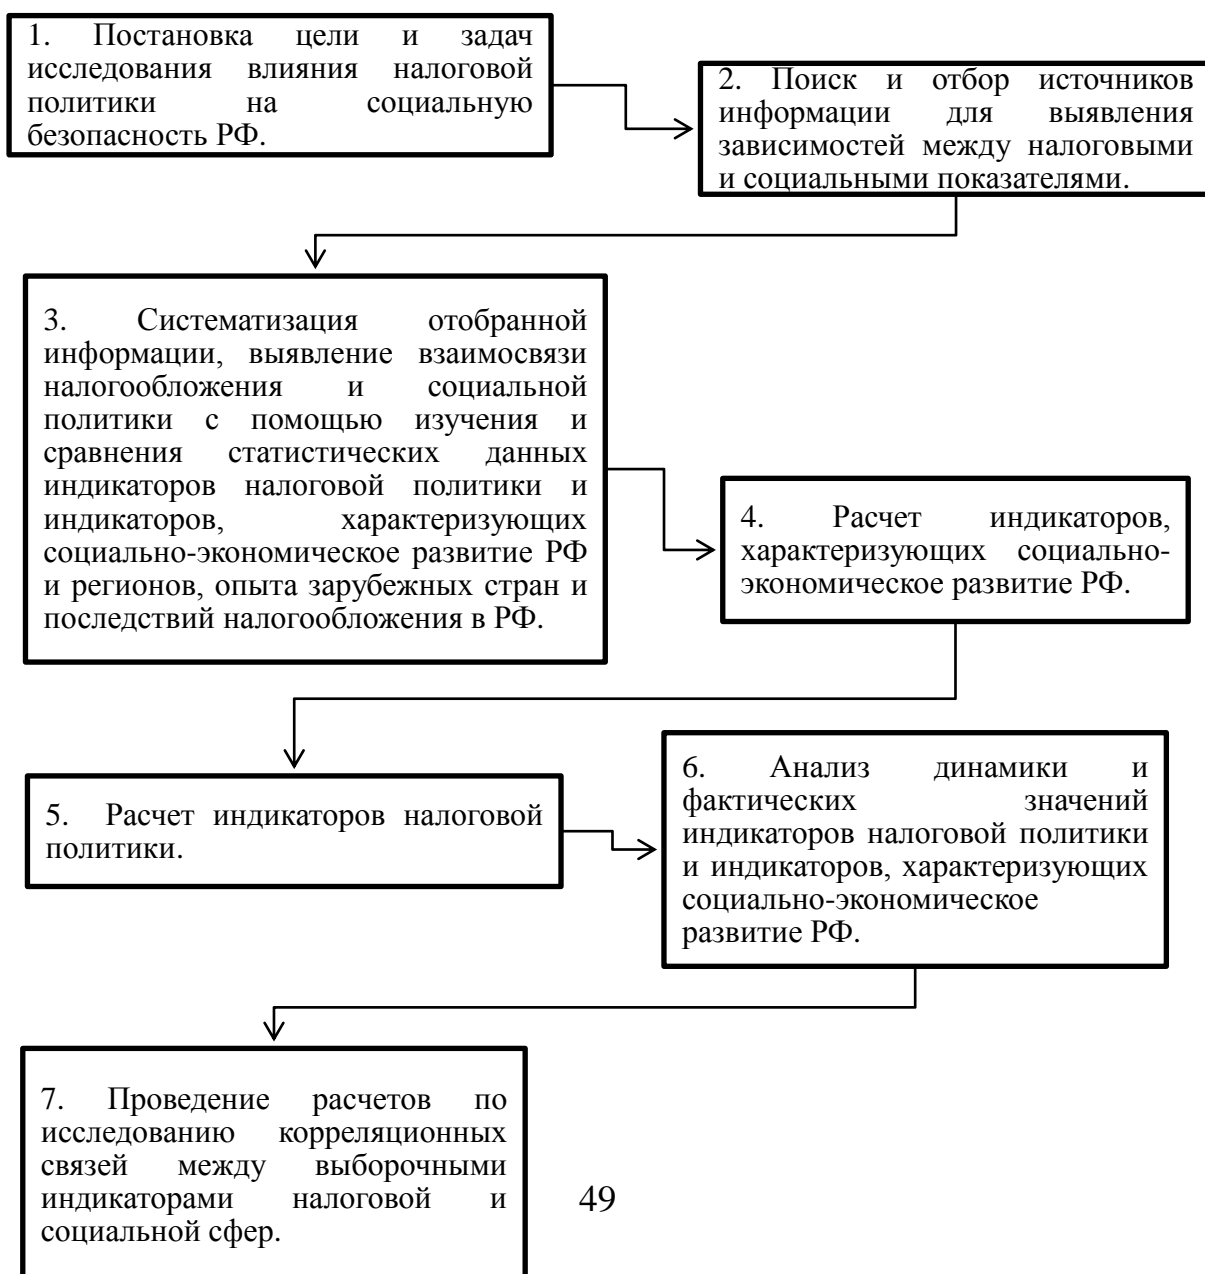 1. Постановка цели и задач
исследования влияния налоговой
политики на социальную
безопасность РФ.
2. Поиск и отбор источников
информации для выявления
зависимостей между налоговыми
и социальными показателями.
3. Систематизация отобранной
информации, выявление взаимосвязи
налогообложения и социальной
политики с помощью изучения и
сравнения статистических данных
индикаторов налоговой политики и
индикаторов, характеризующих
социально-экономическое развитие РФ
и регионов, опыта зарубежных стран и
последствий налогообложения в РФ.
4. Расчет индикаторов,
характеризующих социально-
экономическое развитие РФ.
5. Расчет индикаторов налоговой
политики.
6. Анализ динамики и
фактических значений
индикаторов налоговой политики
и индикаторов, характеризующих
социально-экономическое
развитие РФ.
7. Проведение расчетов по
исследованию корреляционных
связей между выборочными
индикаторами налоговой и
социальной сфер.
49